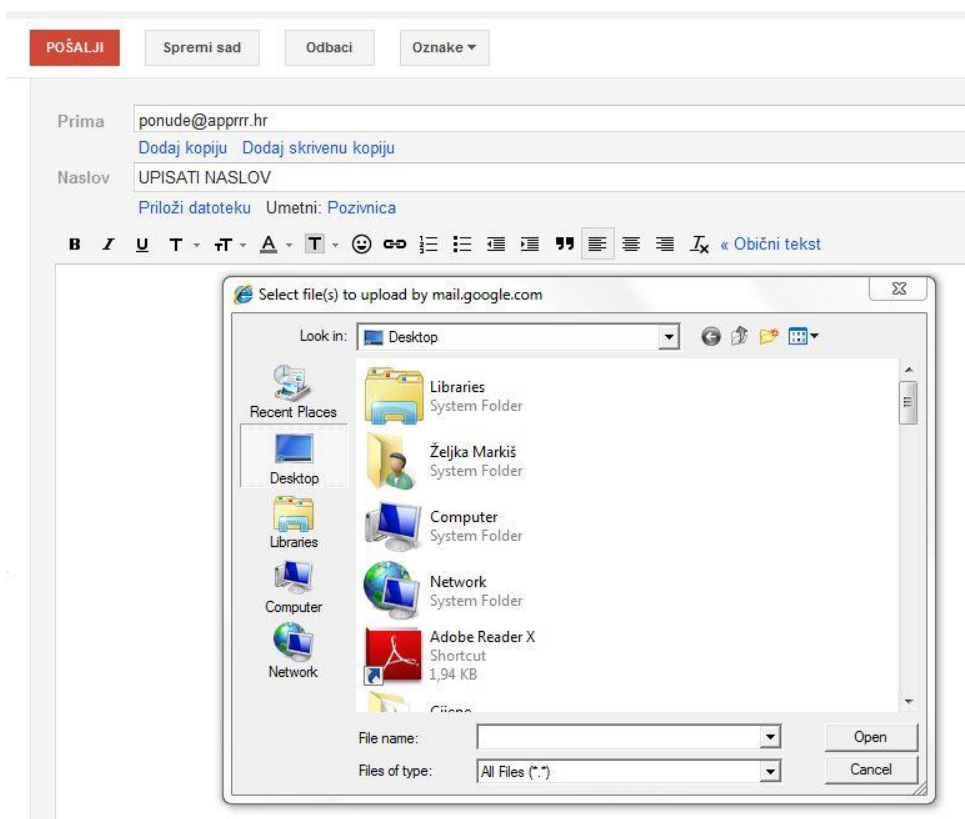 POŠALJI Spremi sad Odbaci Oznake
Prima ponude@apprrr.hr
Dodaj kopiju Dodaj skrivenu kopiju
Naslov UPISATI NASLOV
Priloži datoteku Umetni: Pozivnica
B I U T T A T « Obični tekst
Select file(s) to upload by mail.google.com
Look in: Desktop
Recent Places
Desktop
Libraries
Computer
Network
Libraries
System Folder
Željka Markiš
System Folder
Computer
System Folder
Network
System Folder
Adobe Reader X
Shortcut
1,94 KB
File name: Open
Files of type: All Files (*.*) Cancel